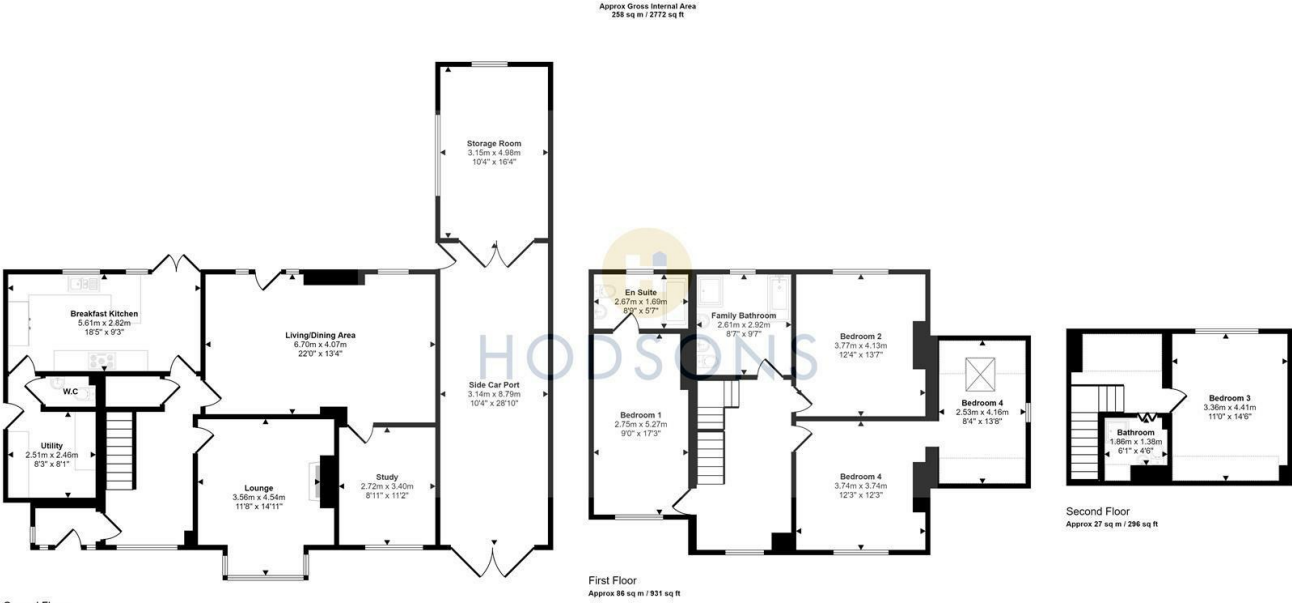 Approx Gross Internal Area
258 sq m / 2772 sq ft
Storage Room
3.15m x 4.98m
10'4" x 16'4"
Breakfast Kitchen
5.61m x 2.82m
18'5" x 9'3"
Living/Dining Area
6.70m x 4.07m
22'0" x 13'4"
W.C
Side Car Port
3.14m x 8.79m
10'4" x 28'10"
Utility
2.51m x 2.46m
8'3" x 8'1"
Lounge
3.56m x 4.54m
11'8" x 14'11"
Study
2.72m x 3.40m
8'11" x 11'2"
HODSONS
En Suite
2.67m x 1.69m
8'9" x 5'7"
Family Bathroom
2.61m x 2.92m
8'7" x 9'7"
Bedroom 2
3.77m x 4.13m
12'4" x 13'7"
Bedroom 1
2.75m x 5.27m
9'0" x 17'3"
Bedroom 4
2.53m x 4.16m
8'4" x 13'8"
Bedroom 4
3.74m x 3.74m
12'3" x 12'3"
First Floor
Approx 86 sq m / 931 sq ft
Bedroom 3
3.36m x 4.41m
11'0" x 14'6"
Bathroom
1.86m x 1.38m
6'1" x 4'6"
Second Floor
Approx 27 sq m / 296 sq ft